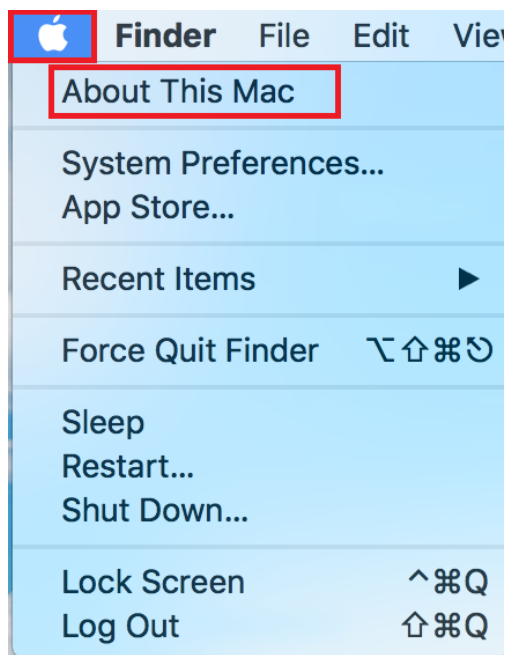 Finder File Edit Vie
About This Mac
System Preferences...
App Store...
Recent Items ▶
Force Quit Finder ⌥⇧⌘⎋
Sleep
Restart...
Shut Down...
Lock Screen ^⌘Q
Log Out ⇧⌘Q